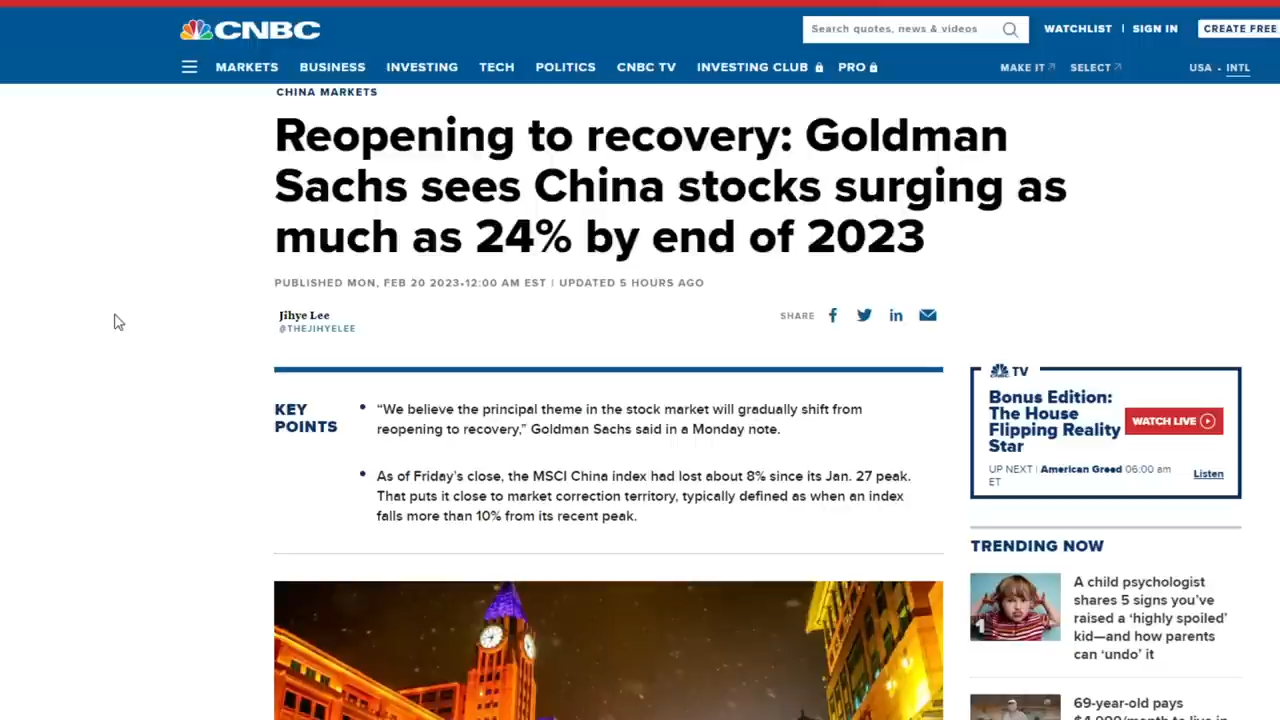 CNBC
Search quotes, news & videos
WATCHLIST
SIGN IN
CREATE FREE
MARKETS
BUSINESS
INVESTING
TECH
POLITICS
CNBC TV
INVESTING CLUB
PRO
MAKE IT
SELECT
USA • INTL
CHINA MARKETS
Reopening to recovery: Goldman
Sachs sees China stocks surging as
much as 24% by end of 2023
PUBLISHED MON, FEB 20 2023•12:00 AM EST | UPDATED 5 HOURS AGO
Jihye Lee
@THEJIHYELEE
SHARE
KEY
POINTS
“We believe the principal theme in the stock market will gradually shift from
reopening to recovery,” Goldman Sachs said in a Monday note.
As of Friday’s close, the MSCI China index had lost about 8% since its Jan. 27 peak.
That puts it close to market correction territory, typically defined as when an index
falls more than 10% from its recent peak.
CNBC TV
Bonus Edition:
The House
Flipping Reality
Star
WATCH LIVE
UP NEXT | American Greed 06:00 am
ET
Listen
TRENDING NOW
A child psychologist
shares 5 signs you’ve
raised a ‘highly spoiled’
kid—and how parents
can ‘undo’ it
69-year-old pays
$4,000/month to live in